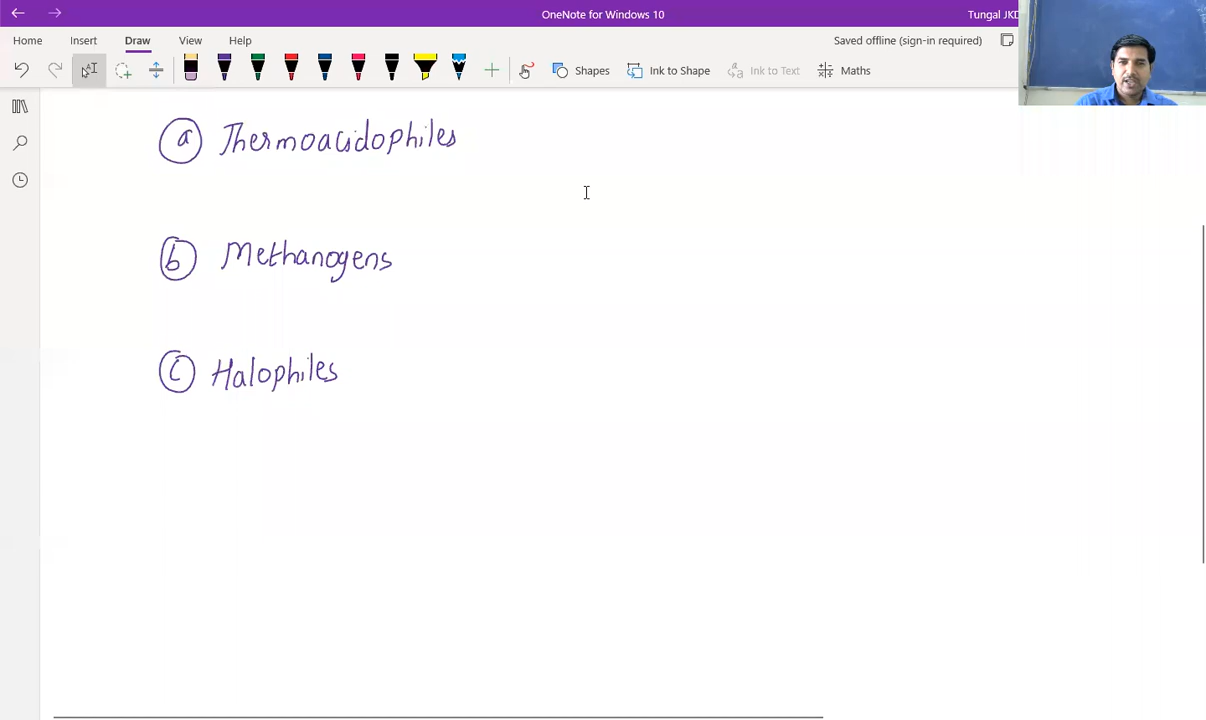 OneNote for Windows 10
Tungal JKD
Home Insert Draw View Help
Saved offline (sign-in required)
Shapes Ink to Shape Ink to Text Maths
a Thermoacidophiles
b Methanogens
c Halophiles